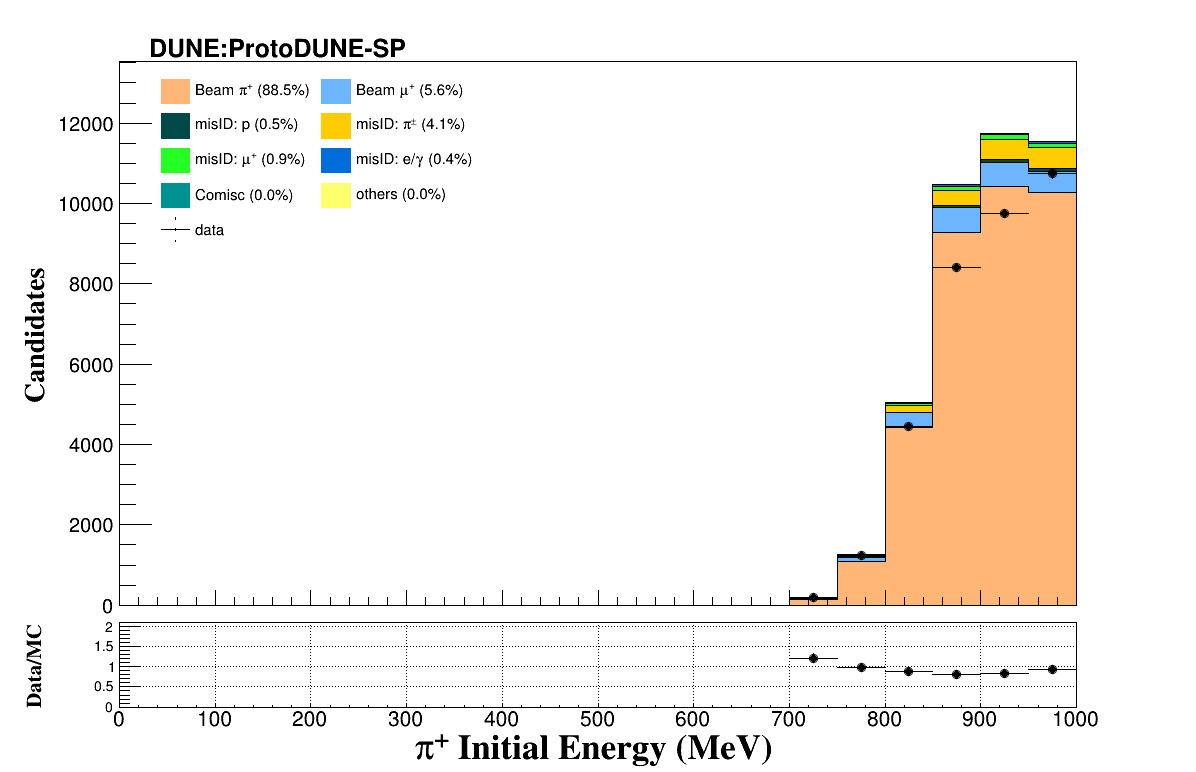 DUNE:ProtoDUNE-SP
Beam π⁺ (88.5%)
Beam μ⁺ (5.6%)
misID: p (0.5%)
misID: π± (4.1%)
misID: μ⁺ (0.9%)
misID: e/γ (0.4%)
Comisc (0.0%)
others (0.0%)
data
Candidates
12000
10000
8000
6000
4000
2000
0
Data/MC
2
1.5
1
0.5
0
0 100 200 300 400 500 600 700 800 900 1000
π⁺ Initial Energy (MeV)